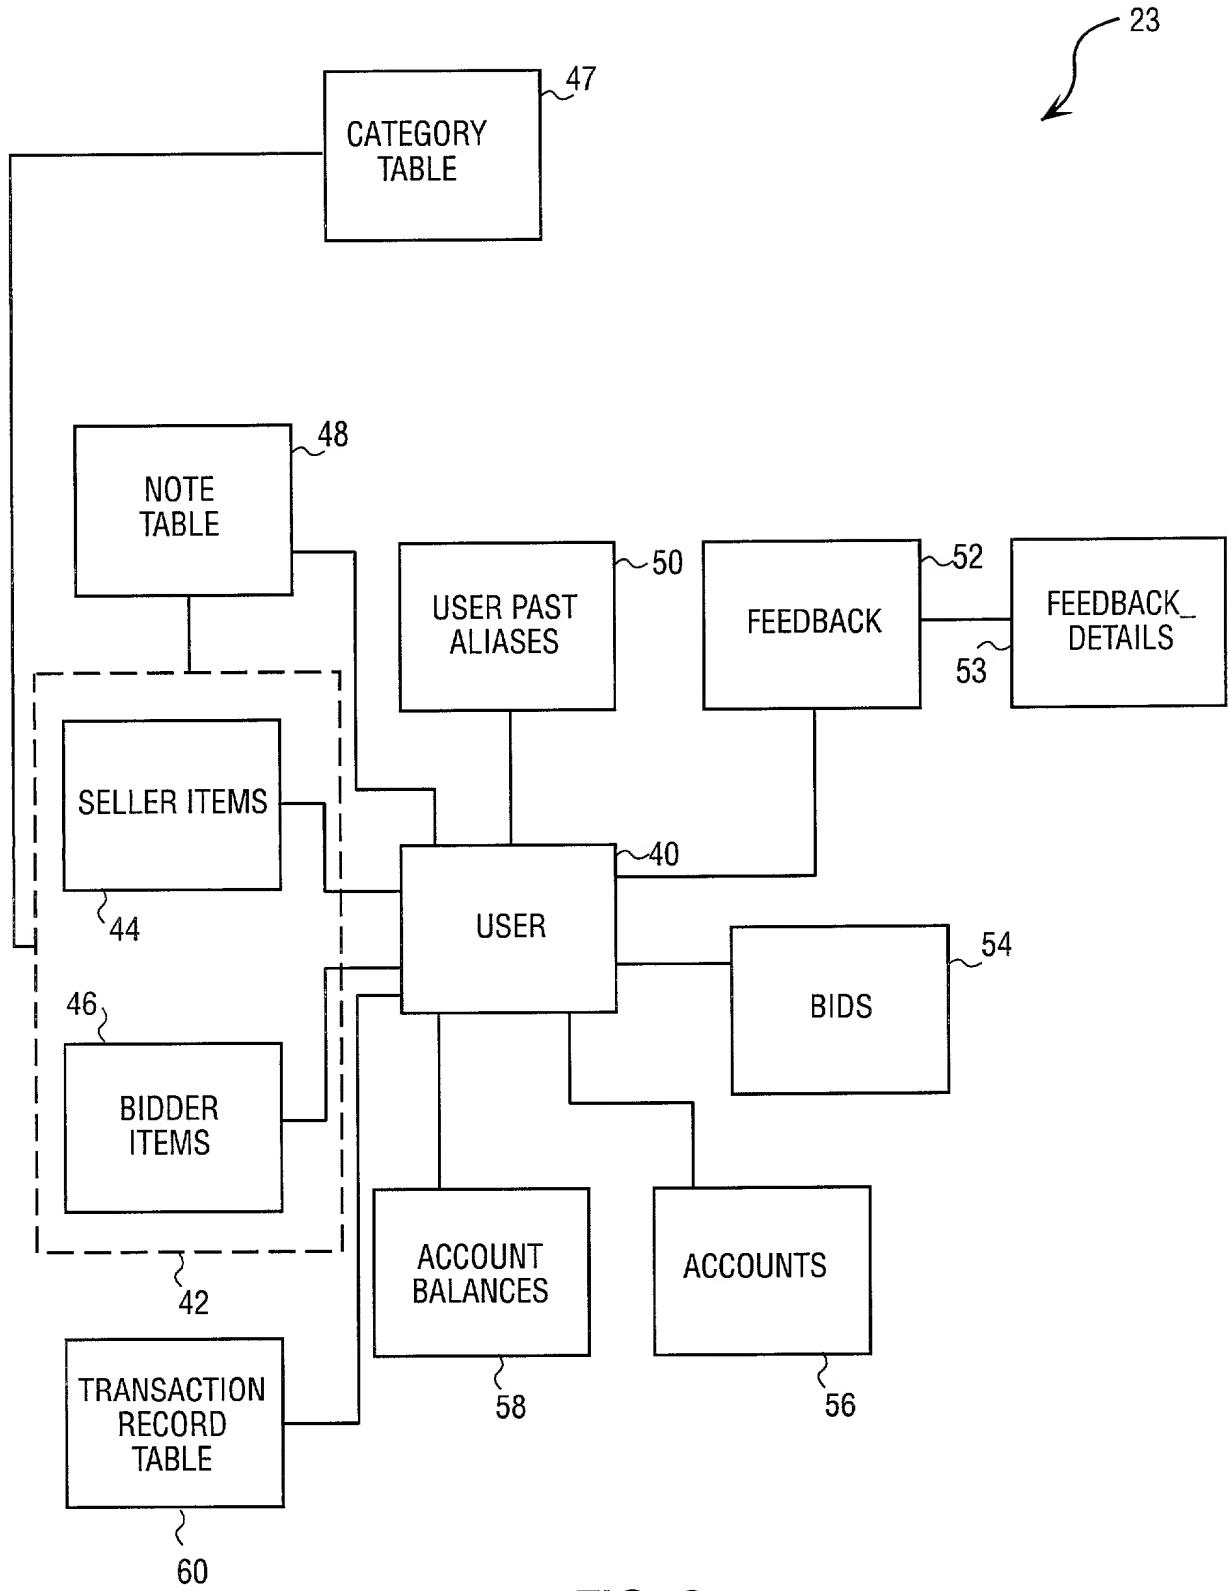 23
47
CATEGORY
TABLE
48
NOTE
TABLE
50
USER PAST
ALIASES
52
FEEDBACK
53
FEEDBACK_
DETAILS
SELLER ITEMS
44
40
USER
54
BIDS
46
BIDDER
ITEMS
42
ACCOUNT
BALANCES
58
ACCOUNTS
56
TRANSACTION
RECORD
TABLE
60